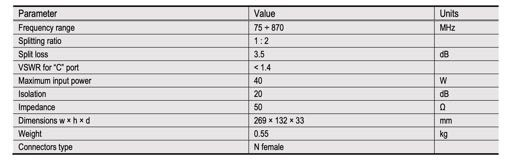 Parameter Value Units
Frequency range 75 ÷ 870 MHz
Splitting ratio 1 : 2
Split loss 3.5 dB
VSWR for “C” port < 1.4
Maximum input power 40 W
Isolation 20 dB
Impedance 50 Ω
Dimensions w × h × d 269 × 132 × 33 mm
Weight 0.55 kg
Connectors type N female